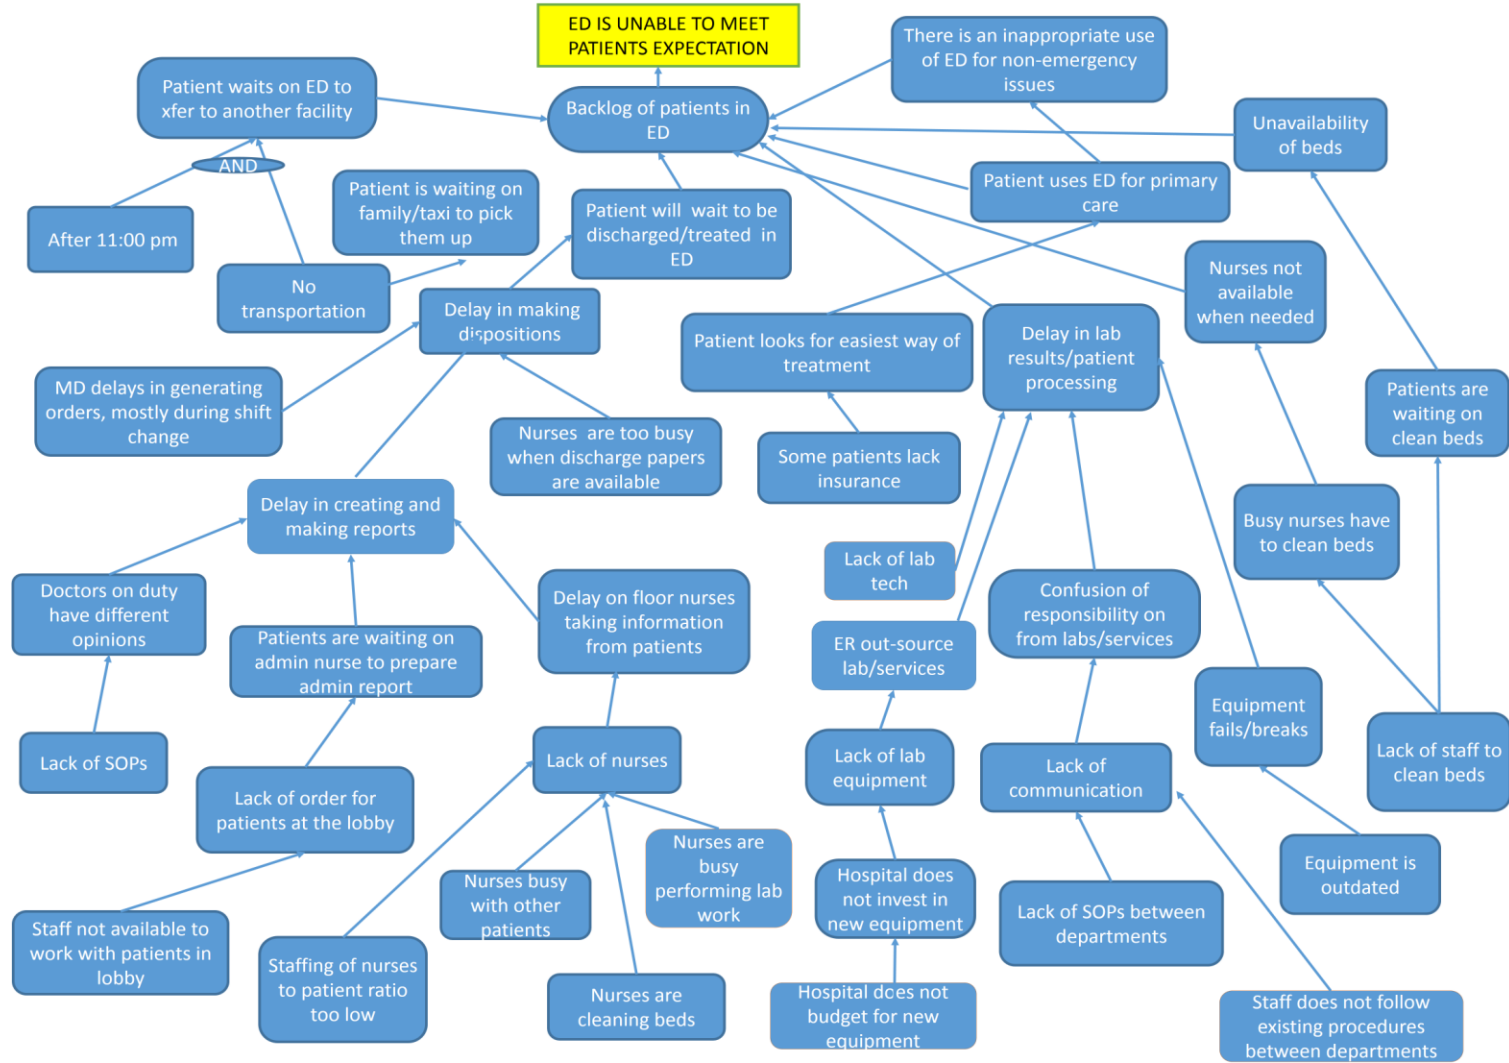 ED IS UNABLE TO MEET
PATIENTS EXPECTATION
There is an inappropriate use
of ED for non-emergency
issues
Patient waits on ED to
xfer to another facility
Backlog of patients in
ED
Unavailability
of beds
AND
Patient is waiting on
family/taxi to pick
them up
Patient will wait to be
discharged/treated in
ED
Patient uses ED for primary
care
After 11:00 pm
No
transportation
Nurses not
available
when needed
Delay in making
dispositions
Patient looks for easiest way of
treatment
Delay in lab
results/patient
processing
MD delays in generating
orders, mostly during shift
change
Patients are
waiting on
clean beds
Nurses are too busy
when discharge papers
are available
Some patients lack
insurance
Delay in creating and
making reports
Busy nurses have
to clean beds
Lack of lab
tech
Doctors on duty
have different
opinions
Delay on floor nurses
taking information
from patients
Confusion of
responsibility on
from labs/services
Patients are waiting on
admin nurse to prepare
admin report
ER out-source
lab/services
Equipment
fails/breaks
Lack of SOPs
Lack of nurses
Lack of lab
equipment
Lack of
communication
Lack of staff to
clean beds
Lack of order for
patients at the lobby
Nurses are
busy
performing lab
work
Equipment is
outdated
Nurses busy
with other
patients
Hospital does
not invest in
new equipment
Lack of SOPs between
departments
Staff not available to
work with patients in
lobby
Staffing of nurses
to patient ratio
too low
Nurses are
cleaning beds
Hospital does not
budget for new
equipment
Staff does not follow
existing procedures
between departments